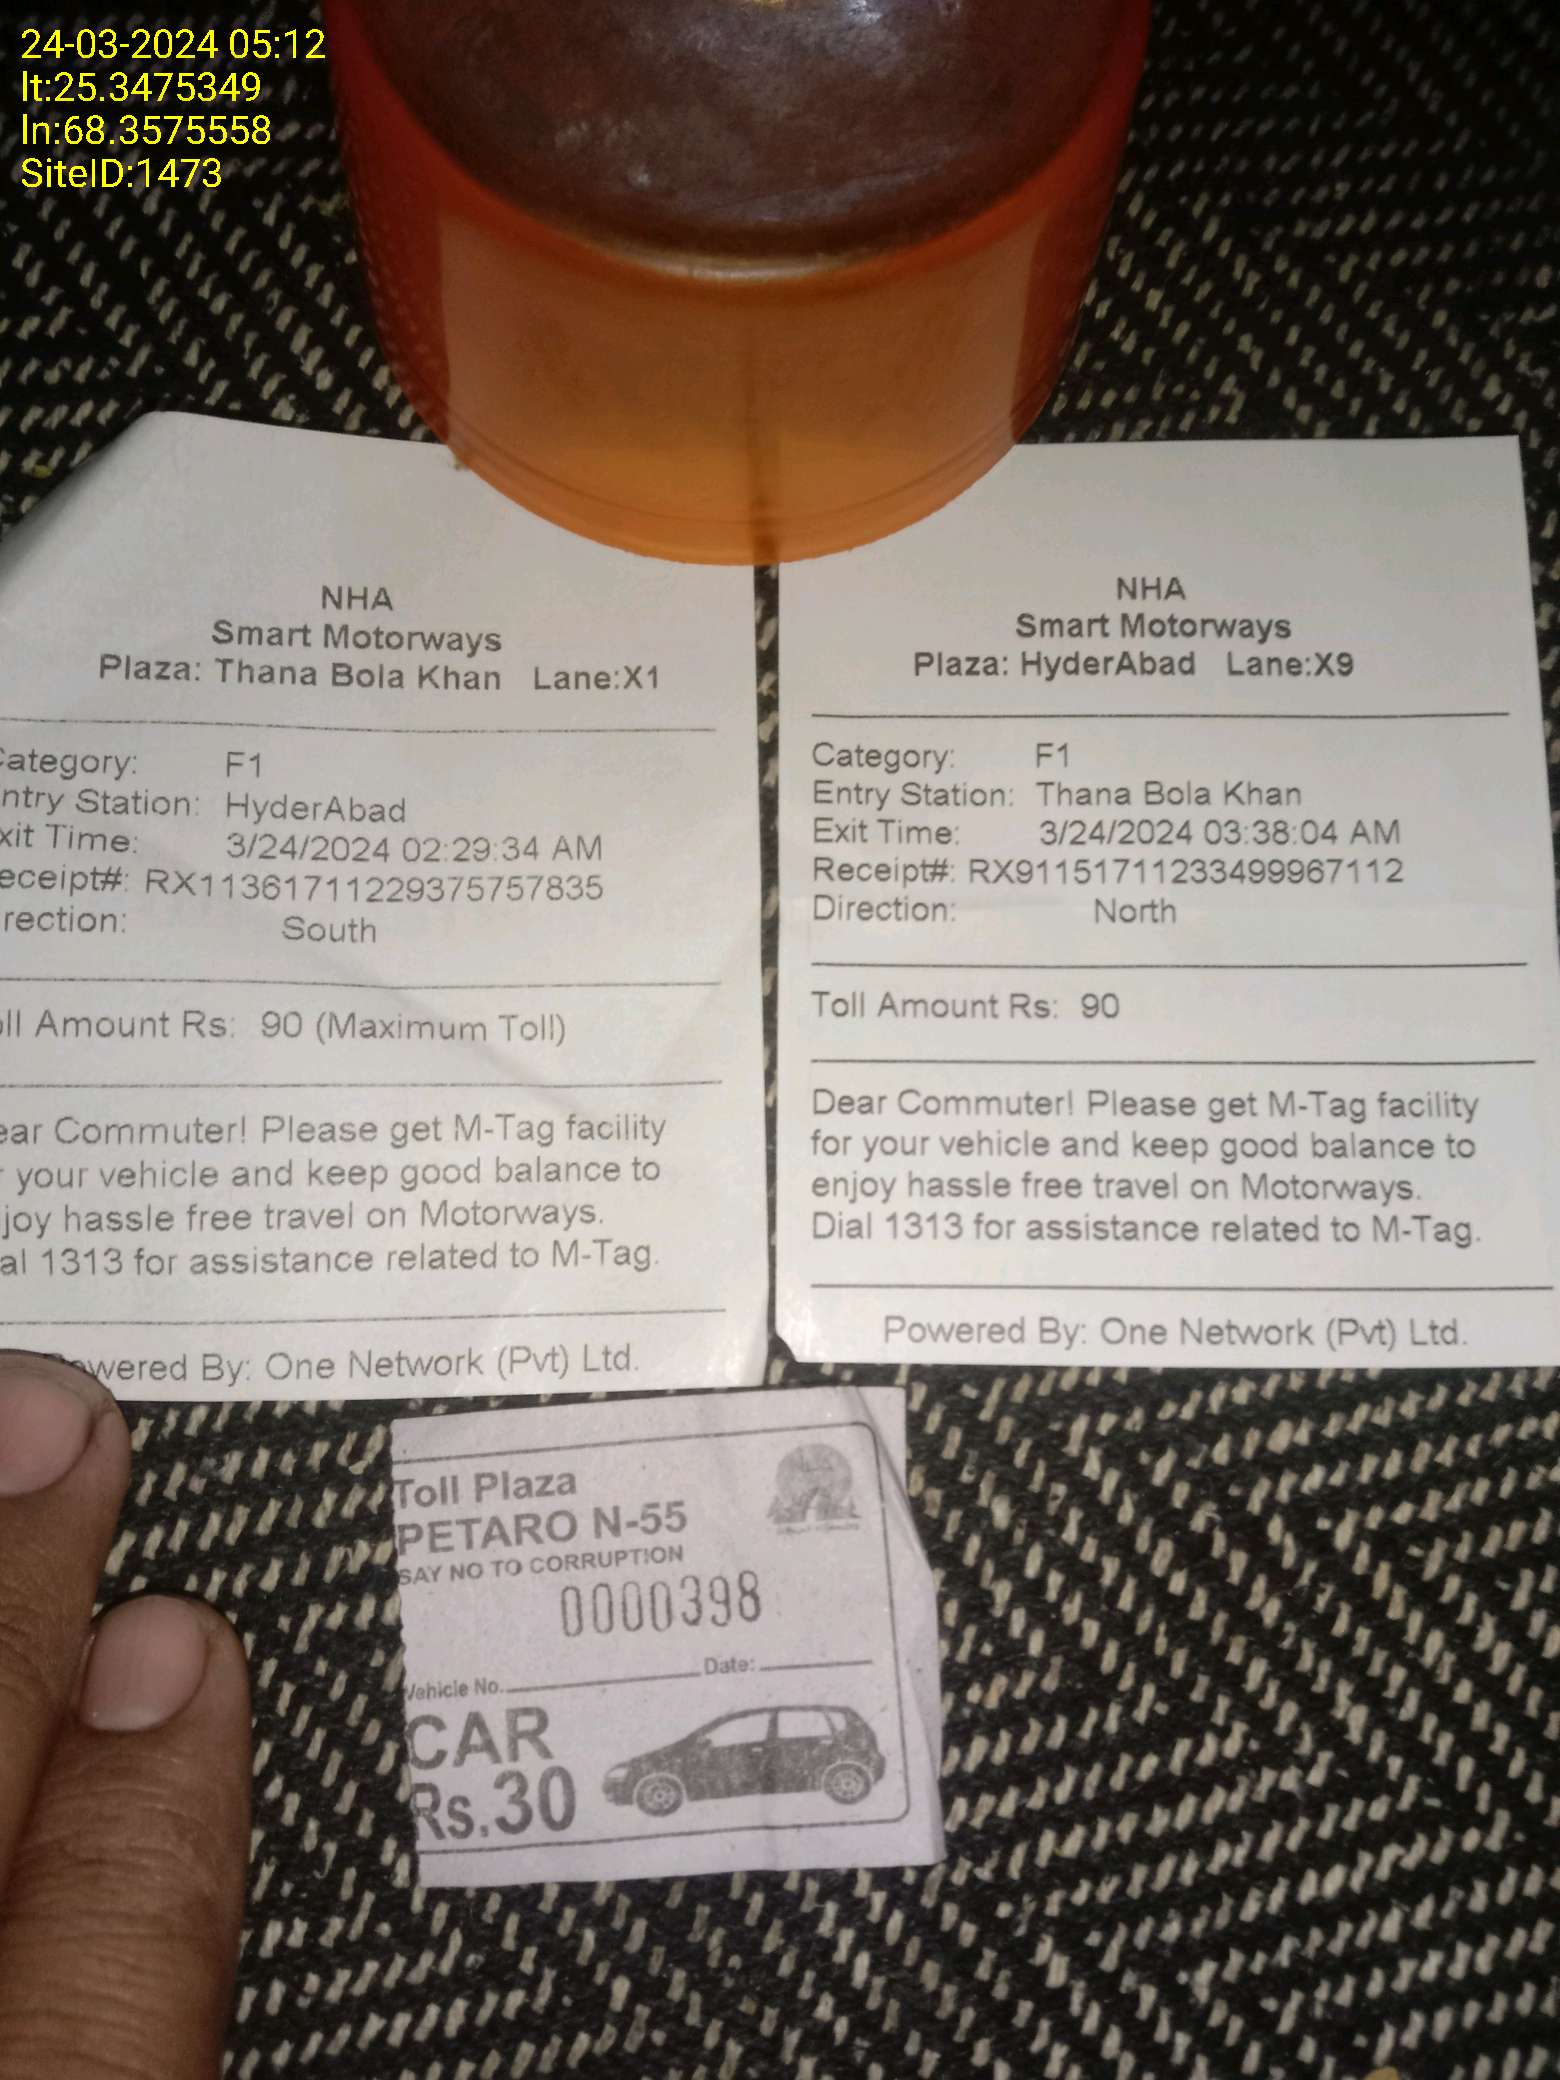 24-03-2024 05:12
lt:25.3475349
ln:68.3575558
SiteID:1473
NHA
Smart Motorways
Plaza: Thana Bola Khan Lane:X1
ategory: F1
ntry Station: HyderAbad
xit Time: 3/24/2024 02:29:34 AM
eceipt#: RX11361711229375757835
rection: South
oll Amount Rs: 90 (Maximum Toll)
ear Commuter! Please get M-Tag facility
r your vehicle and keep good balance to
joy hassle free travel on Motorways.
al 1313 for assistance related to M-Tag.
owered By: One Network (Pvt) Ltd.
NHA
Smart Motorways
Plaza: HyderAbad Lane:X9
Category: F1
Entry Station: Thana Bola Khan
Exit Time: 3/24/2024 03:38:04 AM
Receipt#: RX91151711233499967112
Direction: North
Toll Amount Rs: 90
Dear Commuter! Please get M-Tag facility
for your vehicle and keep good balance to
enjoy hassle free travel on Motorways.
Dial 1313 for assistance related to M-Tag.
Powered By: One Network (Pvt) Ltd.
Toll Plaza
PETARO N-55
SAY NO TO CORRUPTION
0000398
Vehicle No. Date:
CAR
Rs.30